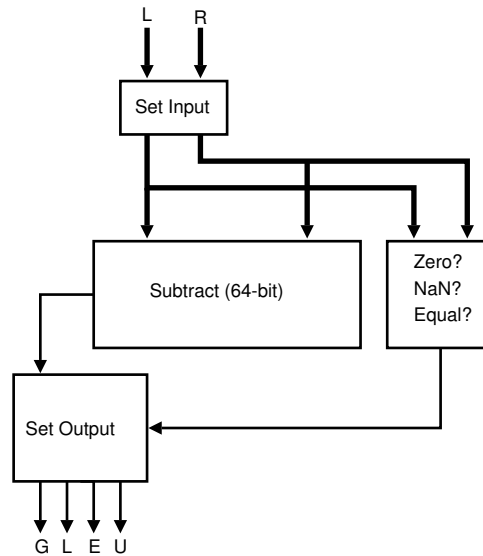 L R
Set Input
Subtract (64-bit)
Zero?
NaN?
Equal?
Set Output
G L E U